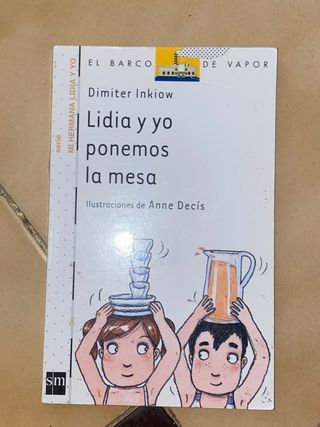 EL BARCO DE VAPOR
Dimiter Inkiow
Lidia y yo
ponemos
la mesa
Ilustraciones de Anne Decís
serie
MI HERMANA LIDIA Y YO
sm